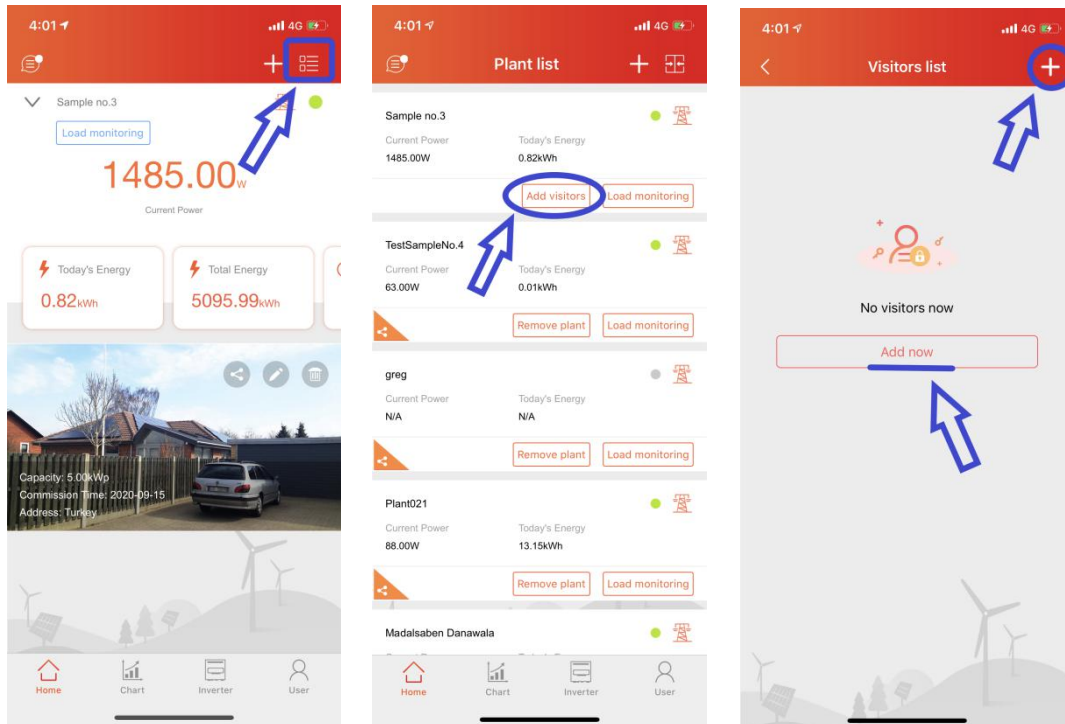 4:01
4G
Sample no.3
Load monitoring
1485.00W
Current Power
Today's Energy
0.82kWh
Total Energy
5095.99kWh
Capacity: 5.00kWp
Commission Time: 2020-09-15
Address: Turkey
Home Chart Inverter User
4:01
4G
Plant list
Sample no.3
Current Power Today's Energy
1485.00W 0.82kWh
Add visitors Load monitoring
TestSampleNo.4
Current Power Today's Energy
63.00W 0.01kWh
Remove plant Load monitoring
greg
Current Power Today's Energy
N/A N/A
Remove plant Load monitoring
Plant021
Current Power Today's Energy
88.00W 13.15kWh
Remove plant Load monitoring
Madalsaben Danawala
Home Chart Inverter User
4:01
4G
Visitors list
No visitors now
Add now